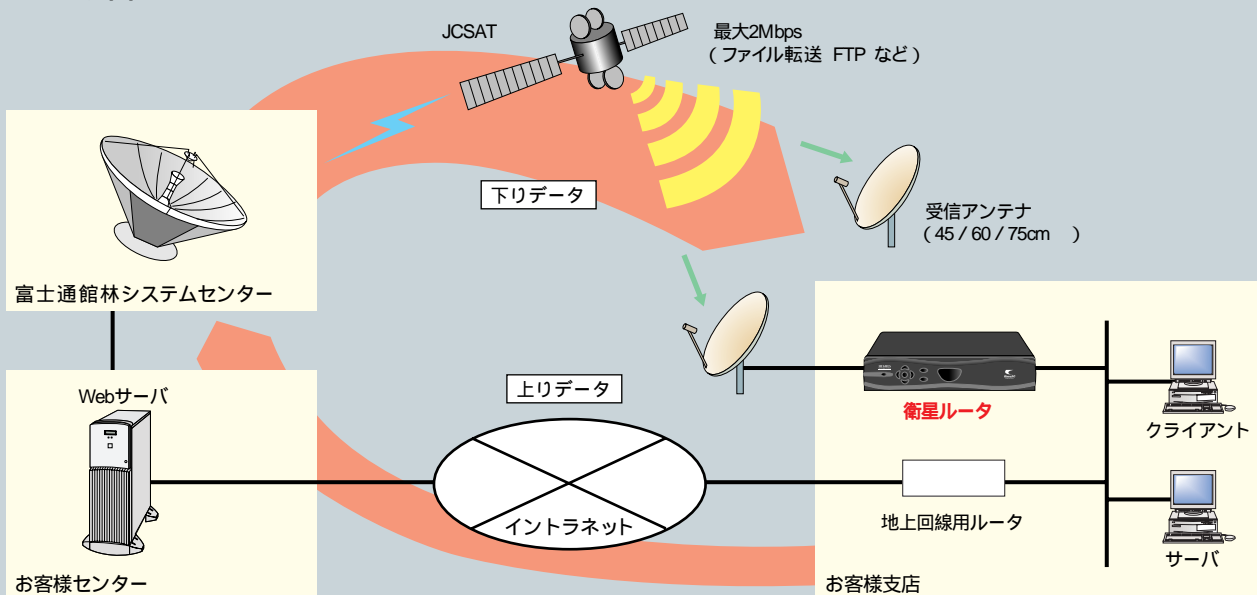 JCSAT
最大2Mbps
(ファイル転送 FTP など)
下りデータ
受信アンテナ
(45/60/75cm )
富士通館林システムセンター
Webサーバ
上りデータ
衛星ルータ
クライアント
イントラネット
地上回線用ルータ
サーバ
お客様センター
お客様支店